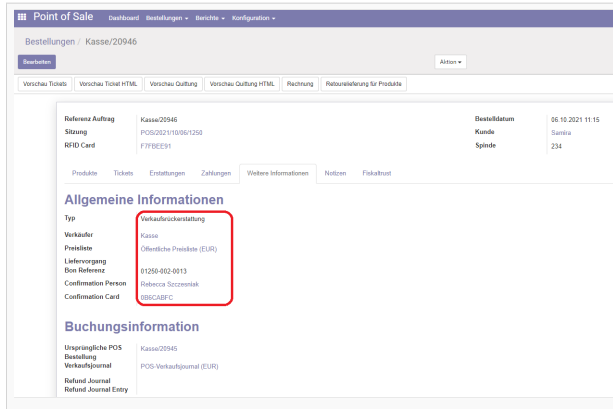 Point of Sale Dashboard Bestellungen Berichte Konfiguration
Bestellungen / Kasse/20946
Bearbeiten Aktion
Vorschau Tickets Vorschau Ticket HTML Vorschau Quittung Vorschau Quittung HTML Rechnung Retourelieferung für Produkte
Referenz Auftrag Kasse/20946 Bestelldatum 06.10.2021 11:15
Sitzung POS/2021/10/06/1250 Kunde Samira
RFID Card F7FBEE91 Spinde 234
Produkte Tickets Erstattungen Zahlungen Weitere Informationen Notizen Fiskaltrust
Allgemeine Informationen
Typ Verkaufsrückerstattung
Verkäufer Kasse
Preisliste Öffentliche Preisliste (EUR)
Liefervorgang
Bon Referenz 01250-002-0013
Confirmation Person Rebecca Szczesniak
Confirmation Card 0B6CABFC
Buchungsinformation
Ursprüngliche POS Kasse/20945
Bestellung
Verkaufsjournal POS-Verkaufsjournal (EUR)
Refund Journal
Refund Journal Entry